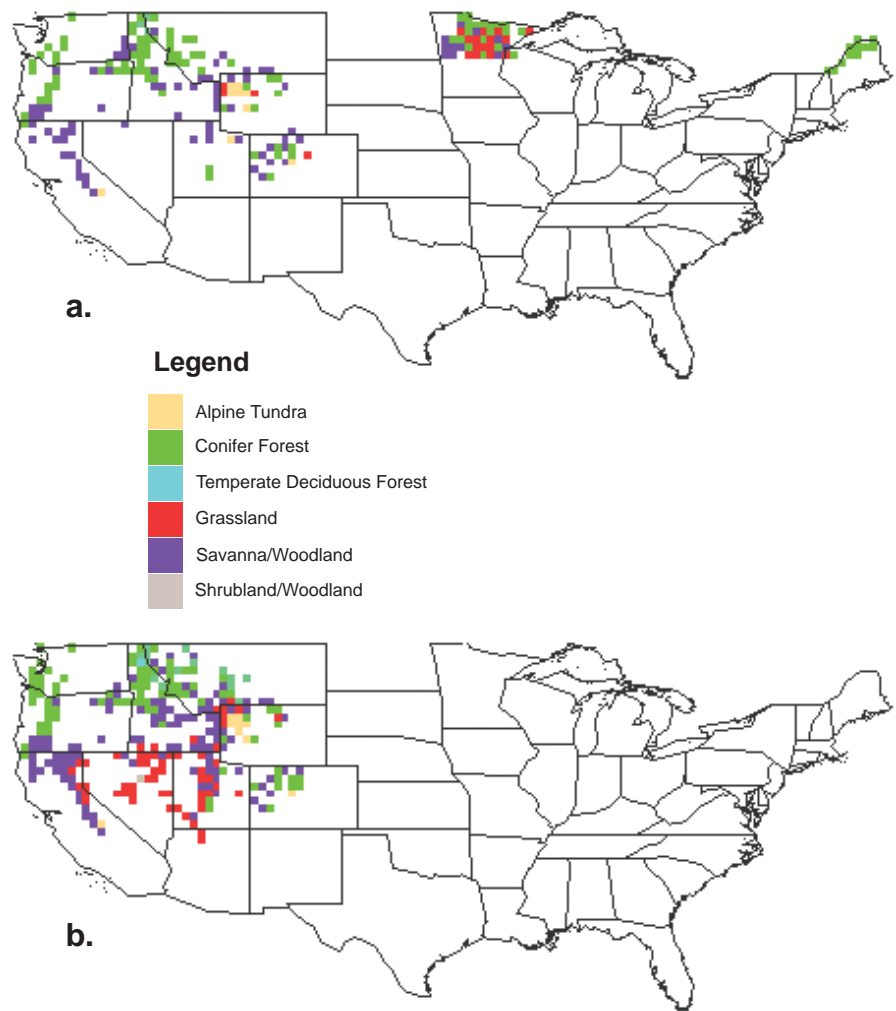 a.
Legend
Alpine Tundra
Conifer Forest
Temperate Deciduous Forest
Grassland
Savanna/Woodland
Shrubland/Woodland
b.